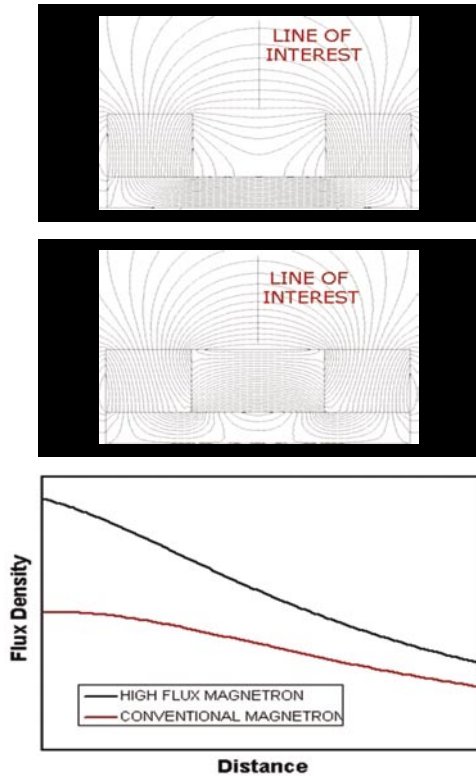 LINE OF
INTEREST
LINE OF
INTEREST
Flux Density
HIGH FLUX MAGNETRON
CONVENTIONAL MAGNETRON
Distance